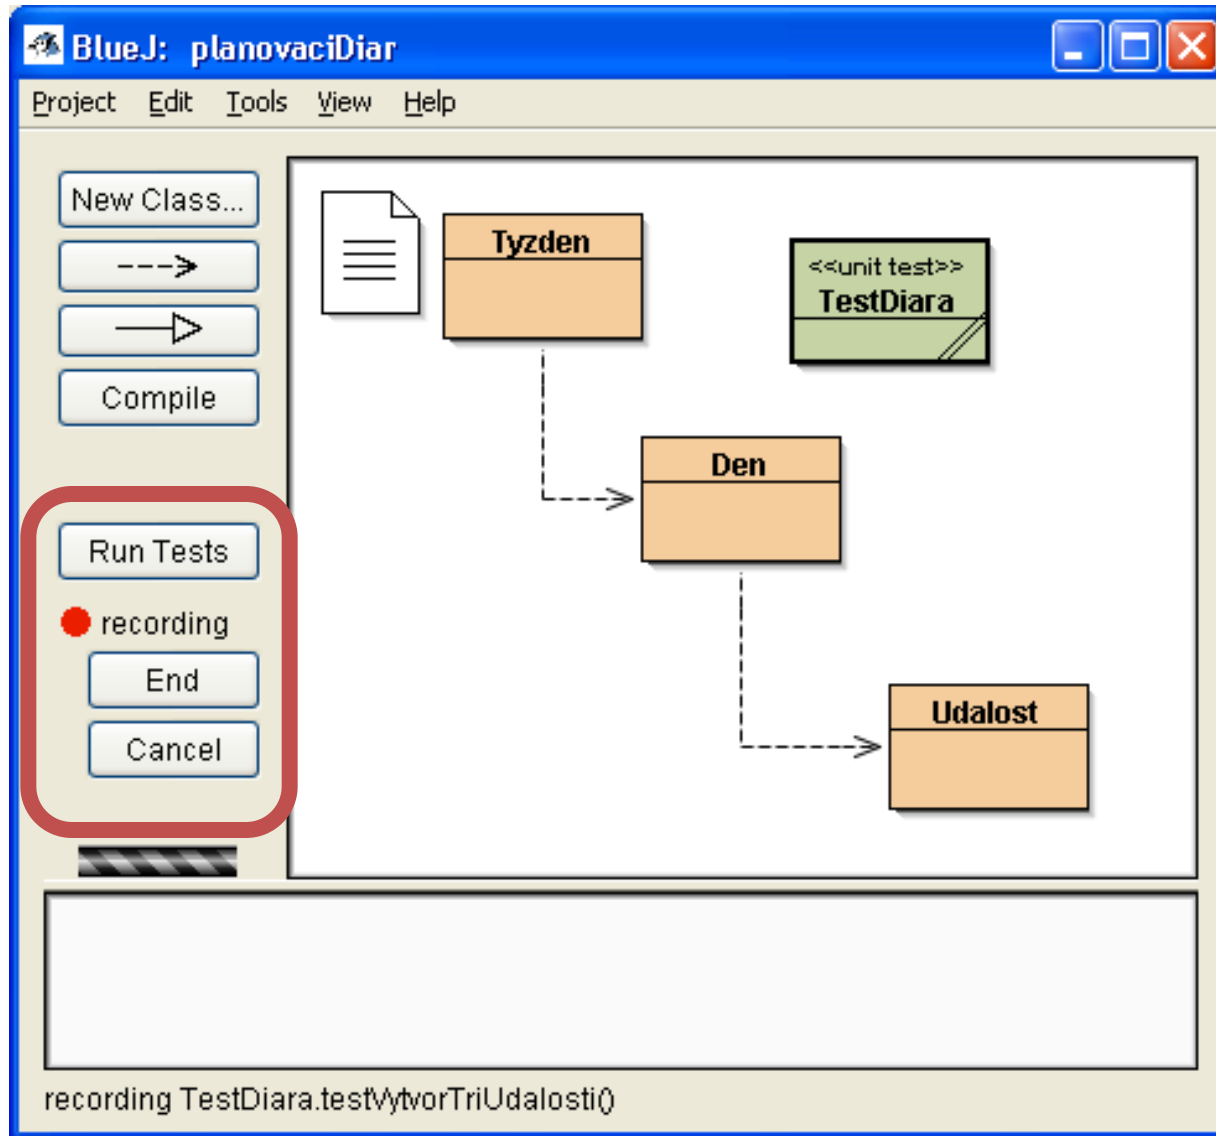 BlueJ: planovaciDiar
Project Edit Tools View Help
New Class...
Compile
Run Tests
recording
End
Cancel
Tyzden
<<unit test>>
TestDiara
Den
Udalost
recording TestDiara.testVytvorTriUdalosti()